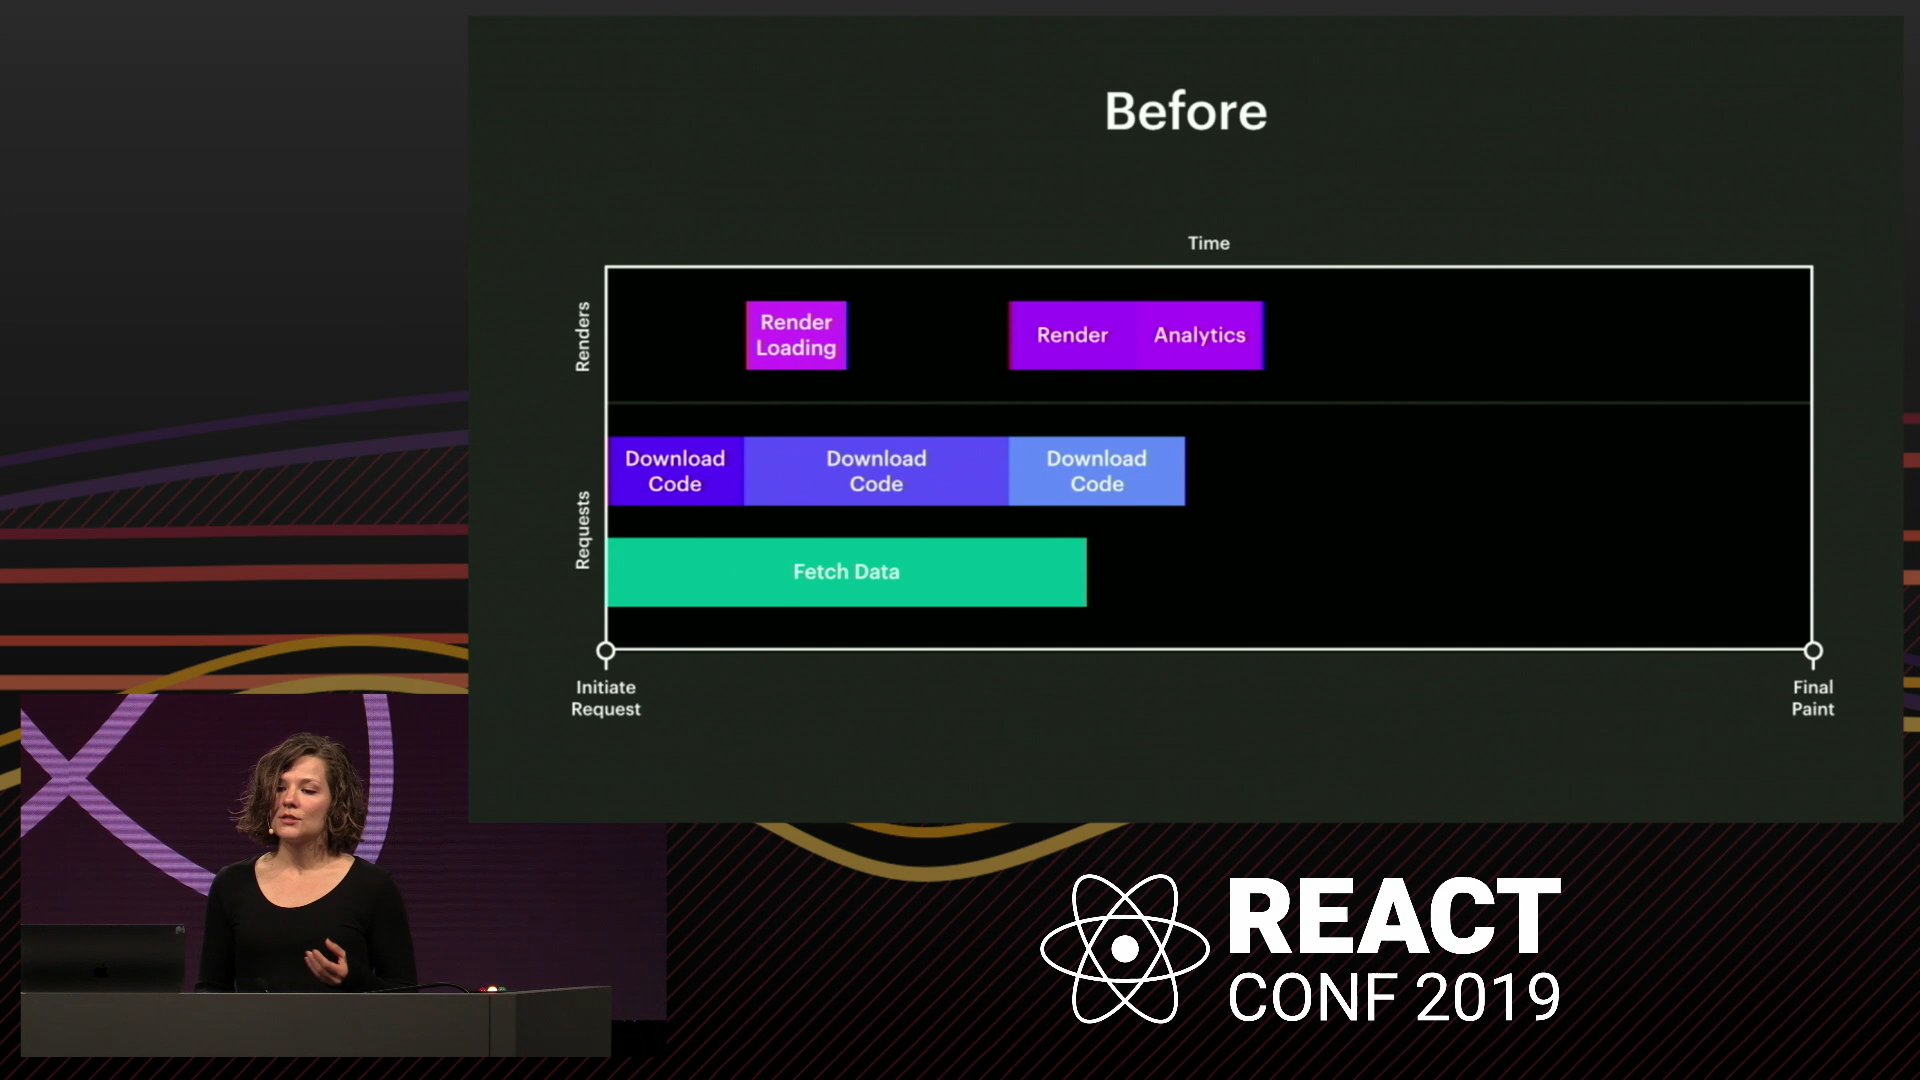 Before
Time
Renders
Render
Loading
Render
Analytics
Requests
Download
Code
Download
Code
Download
Code
Fetch Data
Initiate
Request
Final
Paint
REACT
CONF 2019